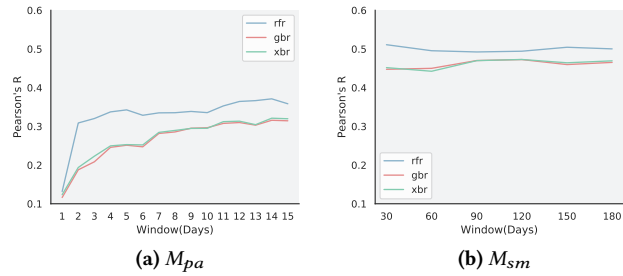 0.6
0.5
0.4
0.3
0.2
0.1
Pearson's R
rfr
gbr
xbr
1 2 3 4 5 6 7 8 9 10 11 12 13 14 15
Window(Days)
(a) M_pa
0.6
0.5
0.4
0.3
0.2
0.1
Pearson's R
rfr
gbr
xbr
30 60 90 120 150 180
Window(Days)
(b) M_sm